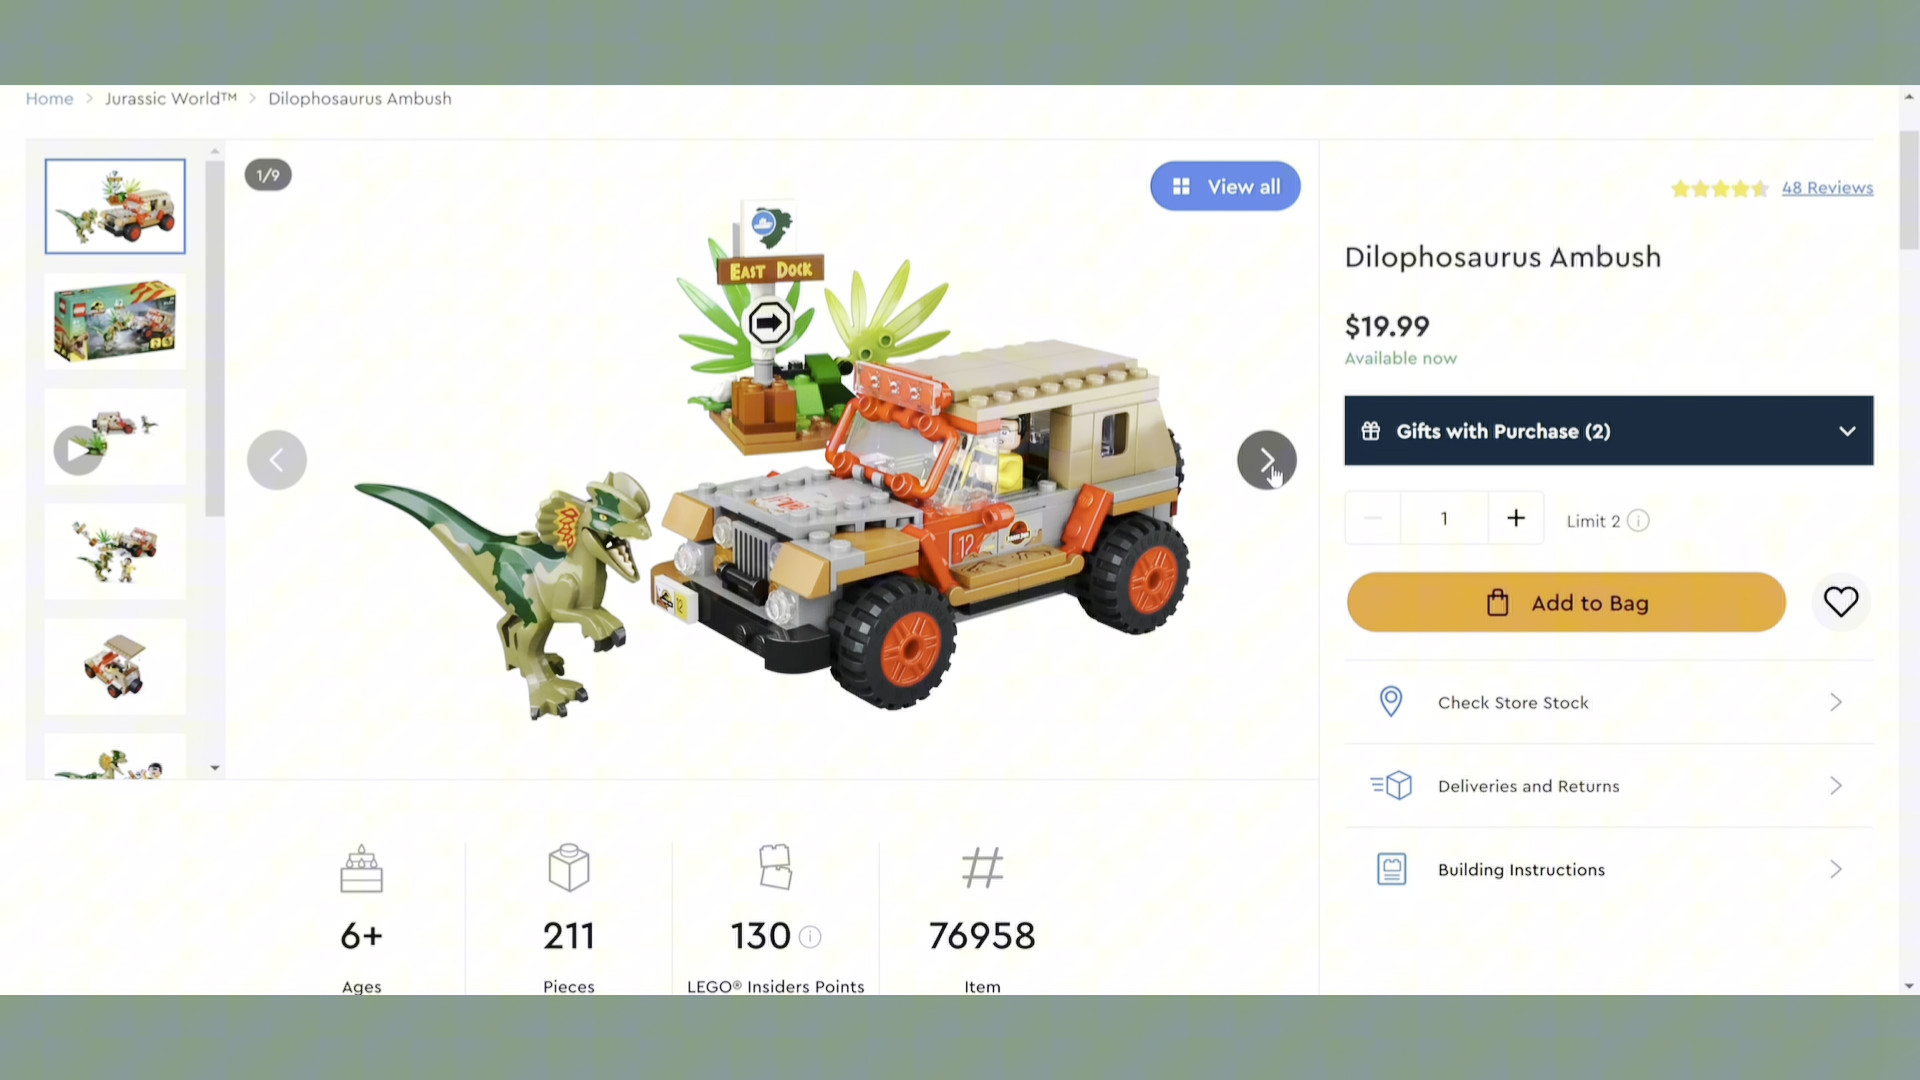 Home > Jurassic World™ > Dilophosaurus Ambush
1/9
View all
EAST DOCK
12
12
48 Reviews
Dilophosaurus Ambush
$19.99
Available now
Gifts with Purchase (2)
1
Limit 2
Add to Bag
Check Store Stock
Deliveries and Returns
Building Instructions
6+
211
130
76958
Ages
Pieces
LEGO® Insiders Points
Item